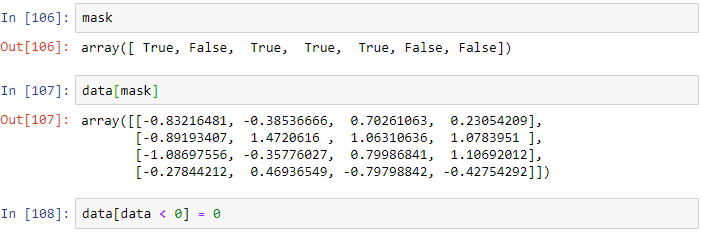 In [106]: mask
Out[106]: array([ True, False,  True,  True,  True, False, False])
In [107]: data[mask]
Out[107]: array([[-0.83216481, -0.38536666,  0.70261063,  0.23054209],
[-0.89193407,  1.4720616 ,  1.06310636,  1.0783951 ],
[-1.08697556, -0.35776027,  0.79986841,  1.10692012],
[-0.27844212,  0.46936549, -0.79798842, -0.42754292]])
In [108]: data[data < 0] = 0